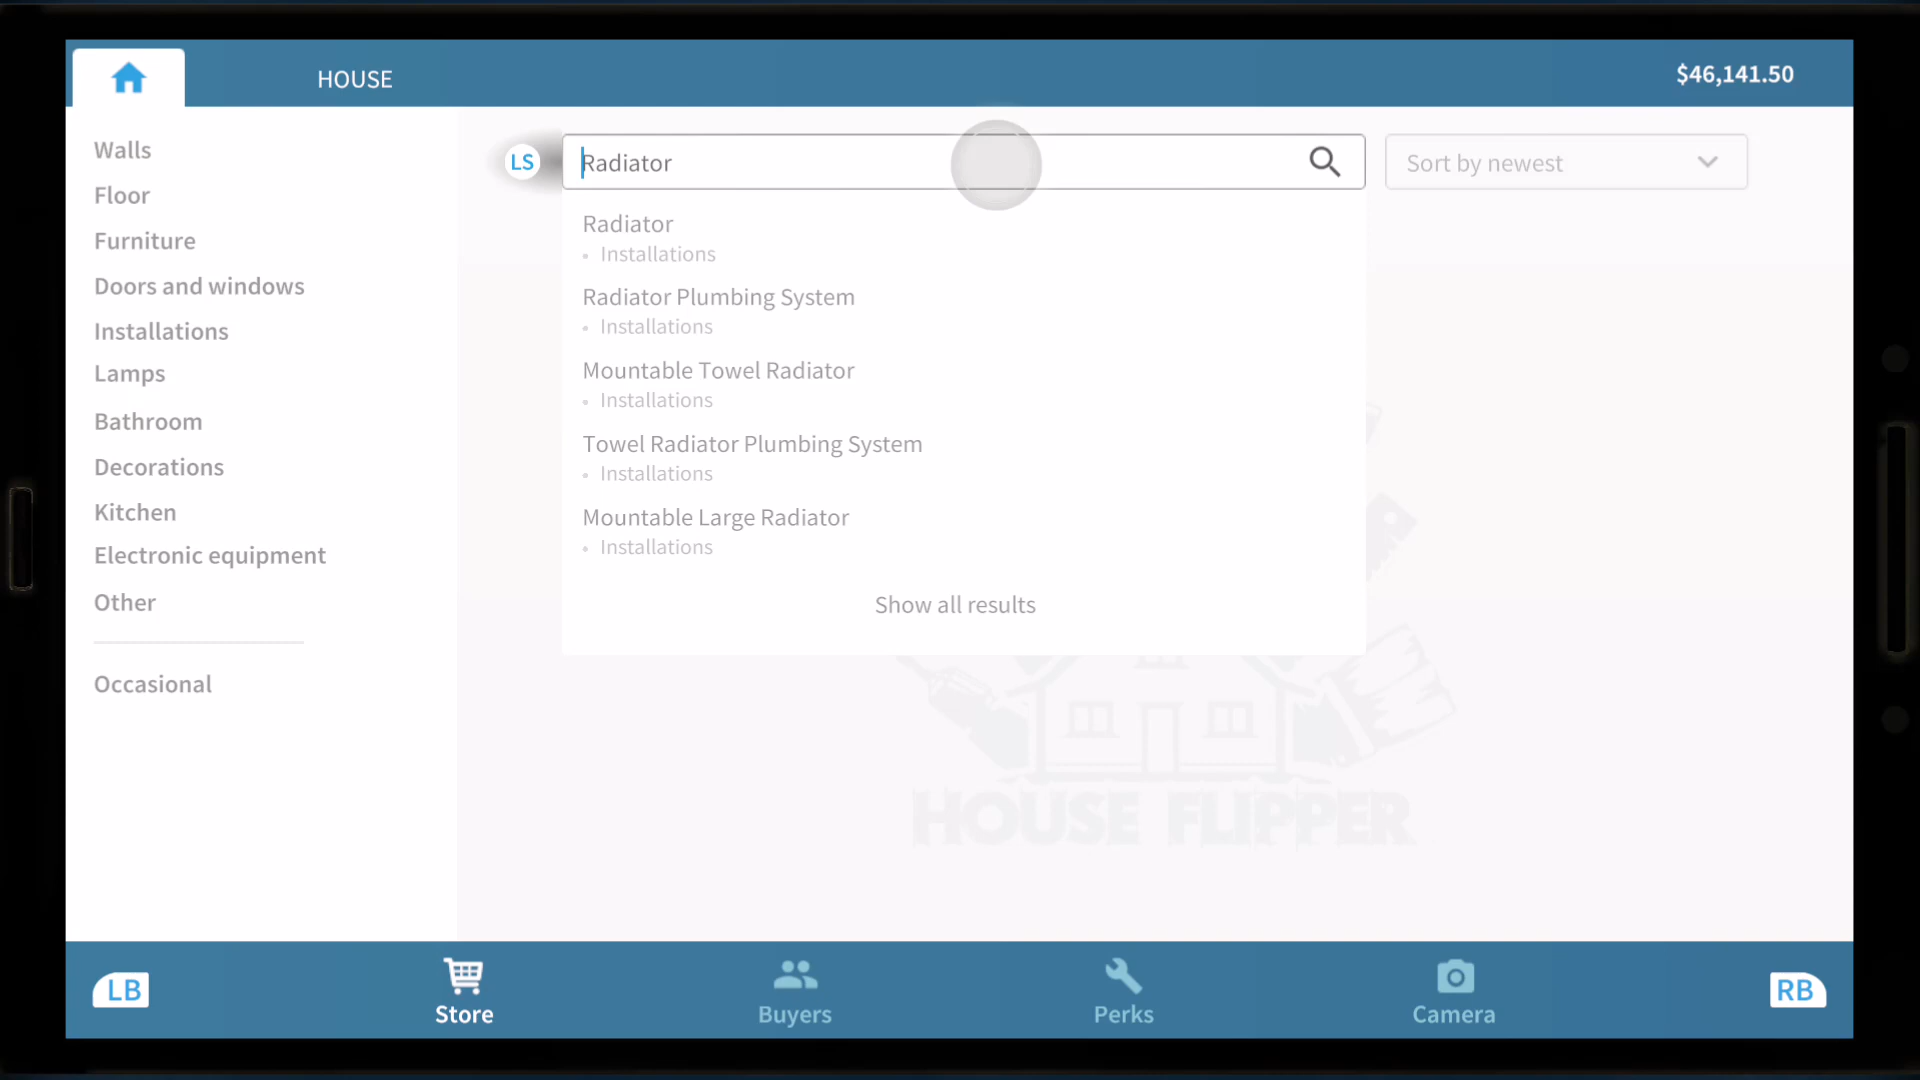 HOUSE
$46,141.50
Walls
Floor
Furniture
Doors and windows
Installations
Lamps
Bathroom
Decorations
Kitchen
Electronic equipment
Other
Occasional
LS
Radiator
Sort by newest
Radiator
• Installations
Radiator Plumbing System
• Installations
Mountable Towel Radiator
• Installations
Towel Radiator Plumbing System
• Installations
Mountable Large Radiator
• Installations
Show all results
HOUSE FLIPPER
LB
Store
Buyers
Perks
Camera
RB